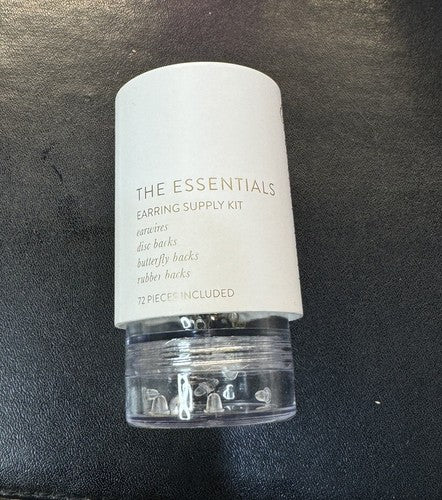 THE ESSENTIALS
EARRING SUPPLY KIT
earwires
disc backs
butterfly backs
rubber backs
72 PIECES INCLUDED